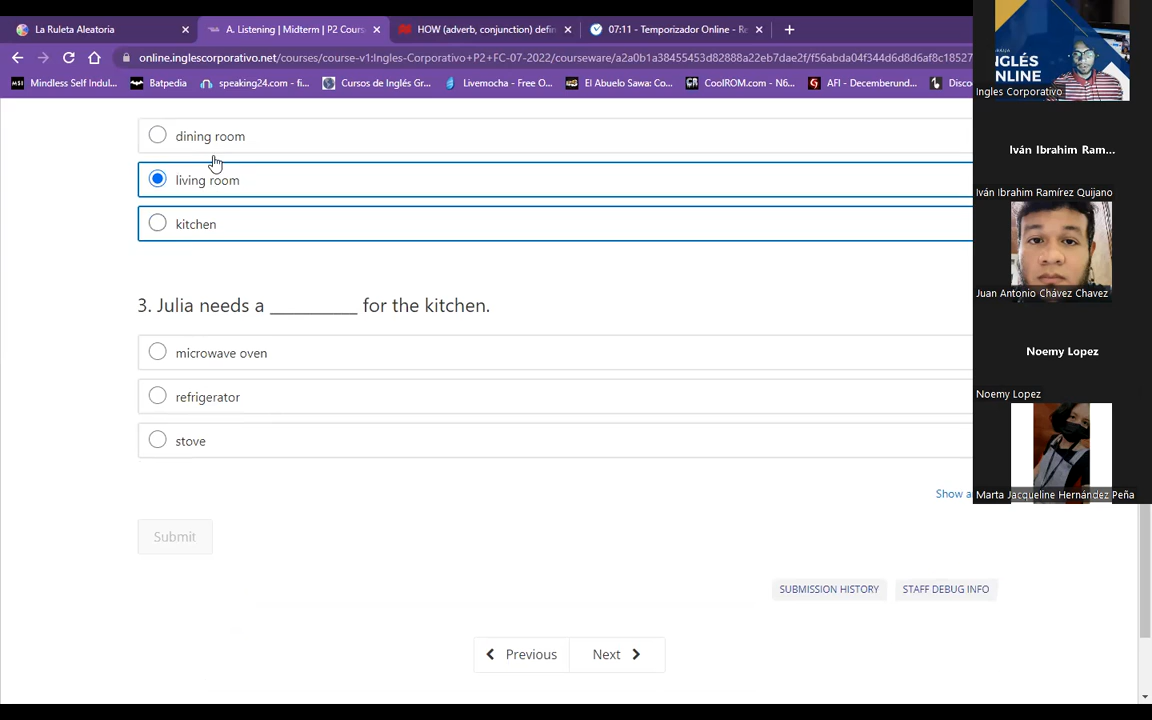 La Ruleta Aleatoria
A. Listening | Midterm | P2 Cours
HOW (adverb, conjunction) defin
07:11 - Temporizador Online - Re
online.inglescorporativo.net/courses/course-v1:Ingles-Corporativo+P2+FC-07-2022/courseware/a2a0b1a38455453d82888a22eb7dae2f/f56abda04f344d6d8d6af8c18527
Mindless Self Indul...
Batpedia
speaking24.com - fi...
Cursos de Inglés Gr...
Livemocha - Free O...
El Abuelo Sawa: Co...
CoolROM.com - N6...
AFI - Decemberund...
Disco
dining room
living room
kitchen
3. Julia needs a __________ for the kitchen.
microwave oven
refrigerator
stove
Show a
Submit
SUBMISSION HISTORY
STAFF DEBUG INFO
Previous
Next
NGLÉS
ONLINE
Ingles Corporativo
Iván Ibrahim Ram...
Iván Ibrahim Ramírez Quijano
Juan Antonio Chávez Chavez
Noemy Lopez
Noemy Lopez
Marta Jacqueline Hernández Peña